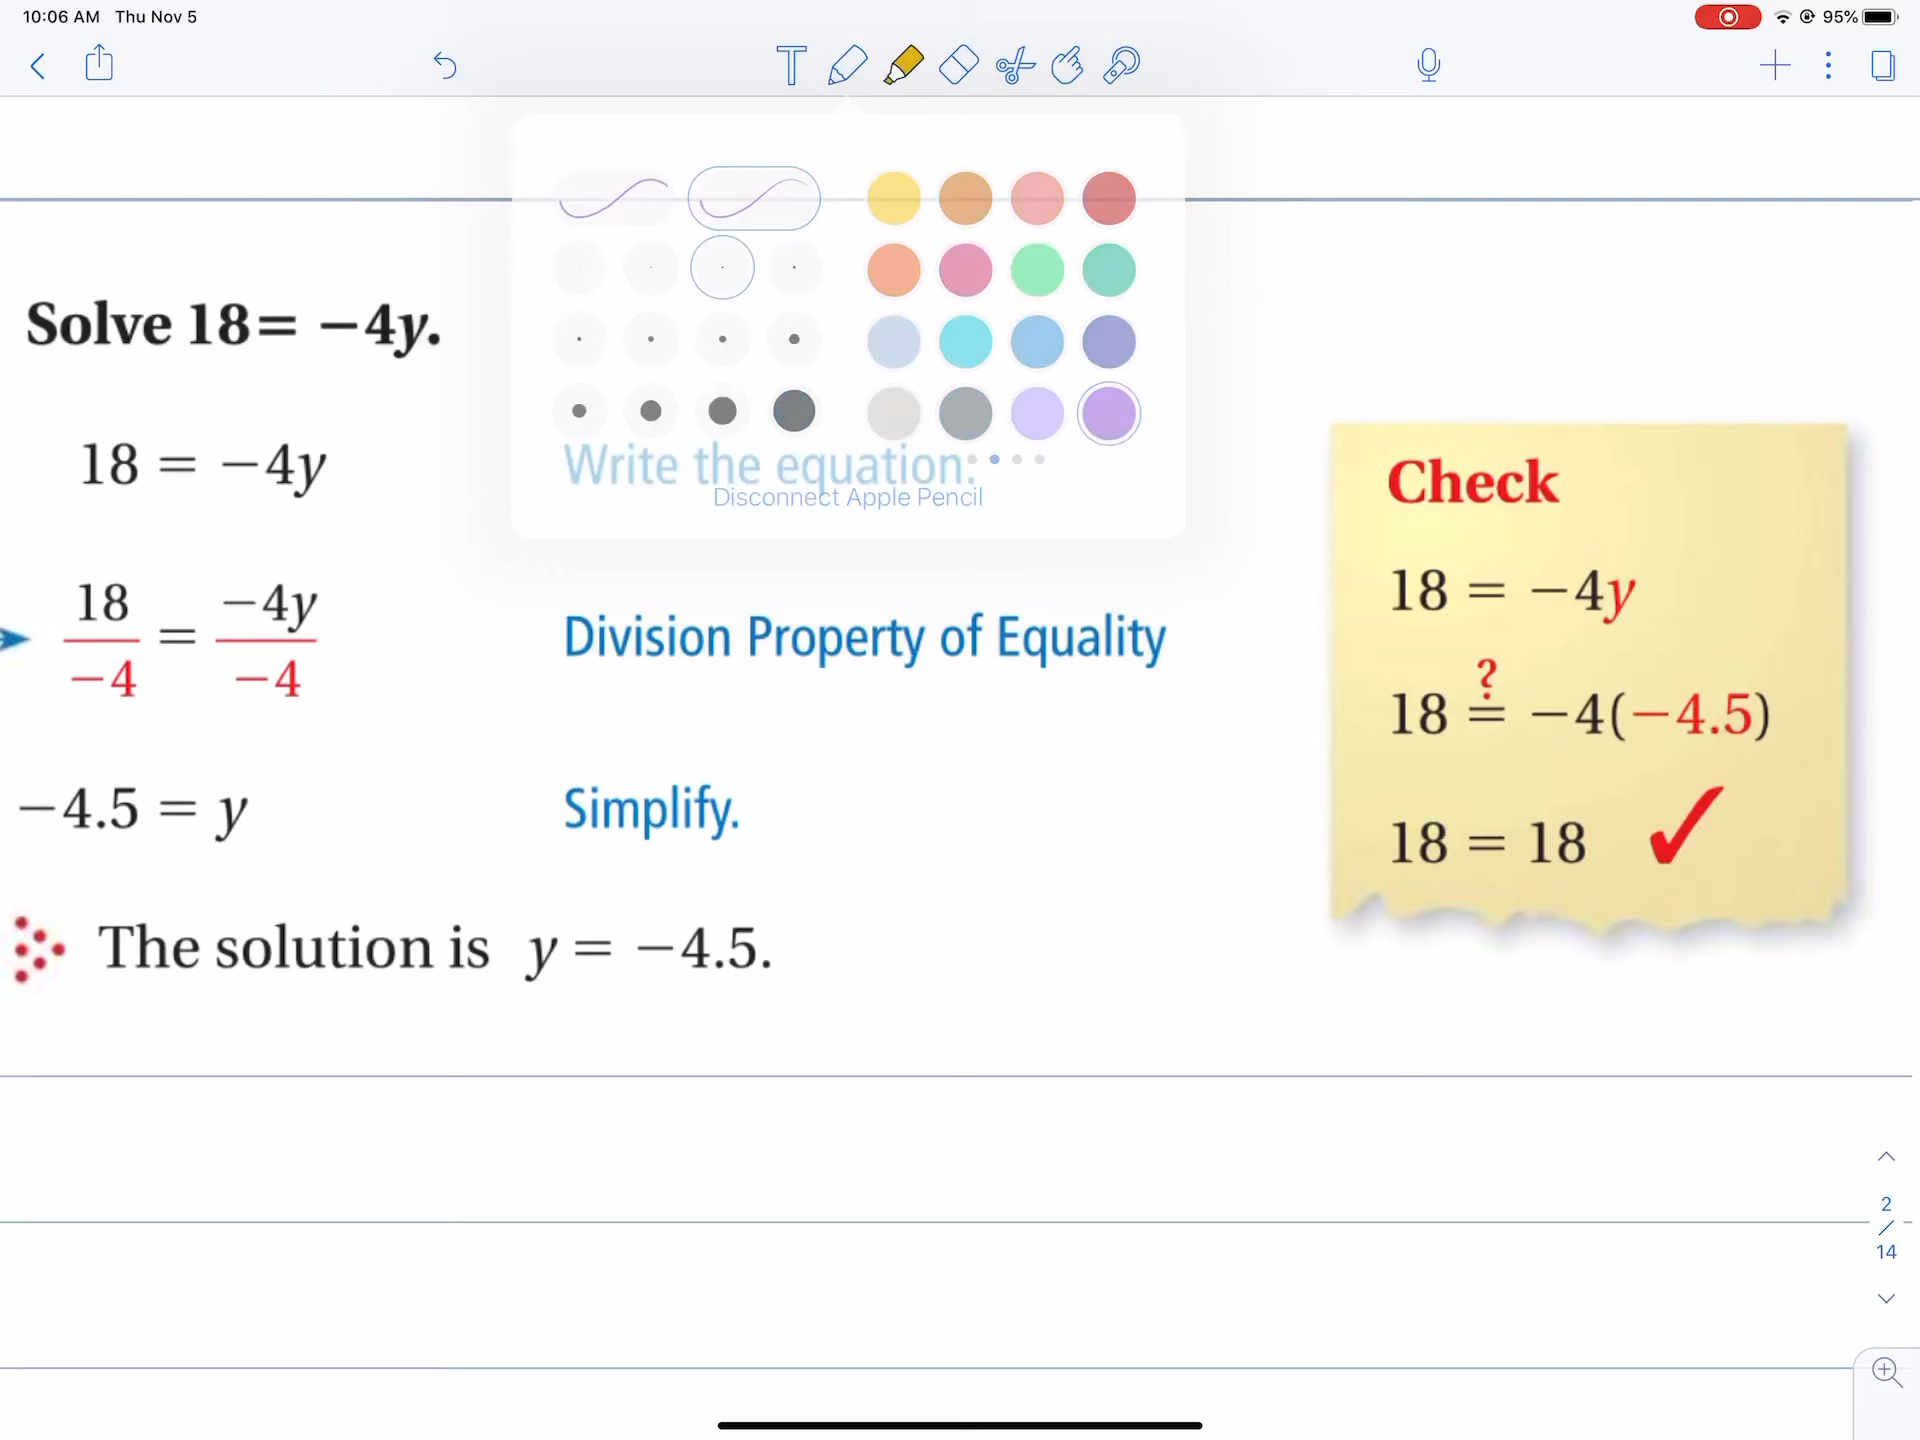 10:06 AM Thu Nov 5
95%
T
Solve 18 = −4y.
18 = −4y
Write the equation.
Disconnect Apple Pencil
18/−4 = −4y/−4
Division Property of Equality
−4.5 = y
Simplify.
The solution is y = −4.5.
Check
18 = −4y
?
18 = −4(−4.5)
18 = 18 ✓
2
/
14